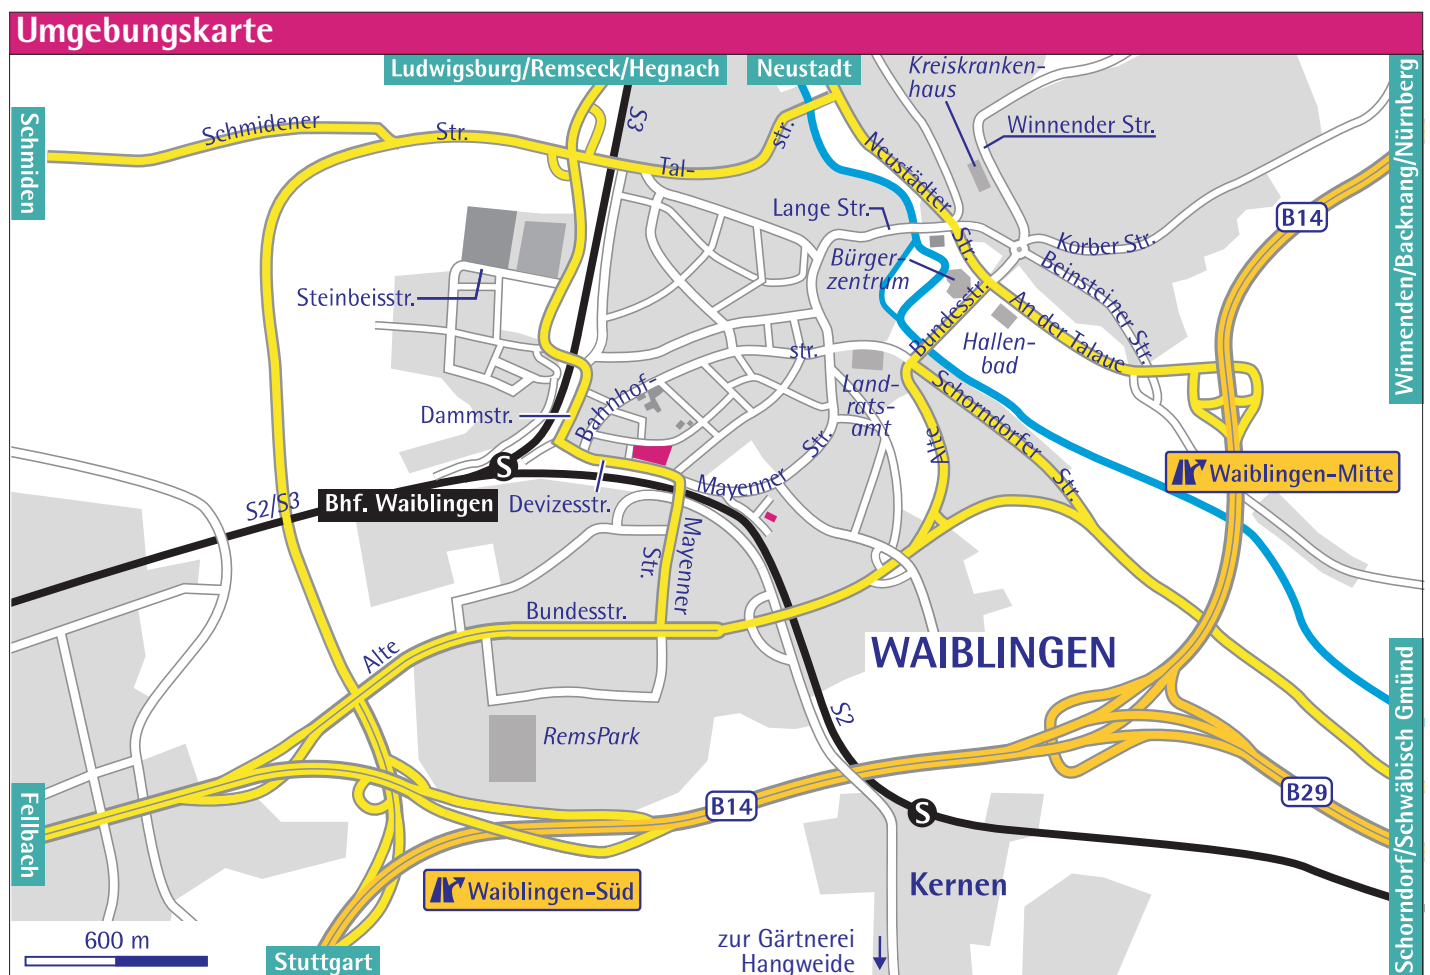 Umgebungskarte
Ludwigsburg/Remseck/Hegnach
Neustadt
Kreiskranken-
haus
Winnenden/Backnang/Nürnberg
Schmiden
Schmidener
Str.
S3
Tal-
str.
Neustädter
Str.
Winnender Str.
Lange Str.
B14
Korber Str.
Beinsteiner Str.
Bürger-
zentrum
Steinbeisstr.
Bundesstr.
An der Talaue
Hallen-
bad
Bahnhof-
str.
Land-
rats-
amt
Schorndorfer
Str.
Dammstr.
Alte
Mayenner
Str.
Waiblingen-Mitte
S
Bhf. Waiblingen
S2/S3
Devizesstr.
Mayenner
Str.
Bundesstr.
Alte
WAIBLINGEN
S2
RemsPark
Fellbach
B14
S
B29
Schorndorf/Schwäbisch Gmünd
Waiblingen-Süd
Kernen
600 m
Stuttgart
zur Gärtnerei
Hangweide